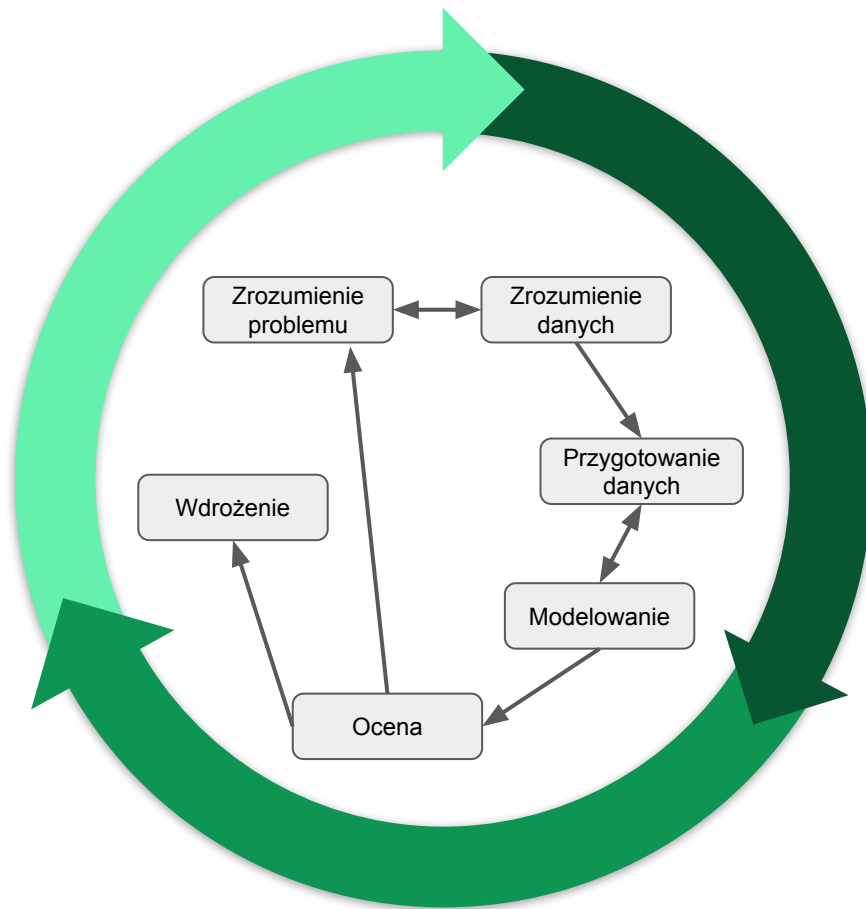 Zrozumienie
problemu
Zrozumienie
danych
Przygotowanie
danych
Wdrożenie
Modelowanie
Ocena